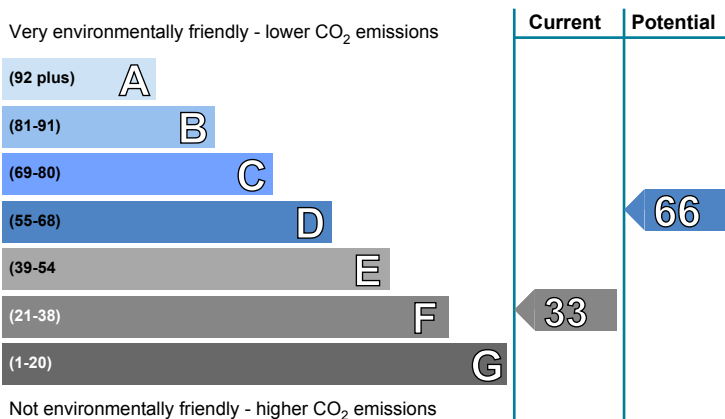 Current Potential
Very environmentally friendly - lower CO2 emissions
(92 plus) A
(81-91) B
(69-80) C
(55-68) D
66
(39-54 E
(21-38) F
33
(1-20) G
Not environmentally friendly - higher CO2 emissions